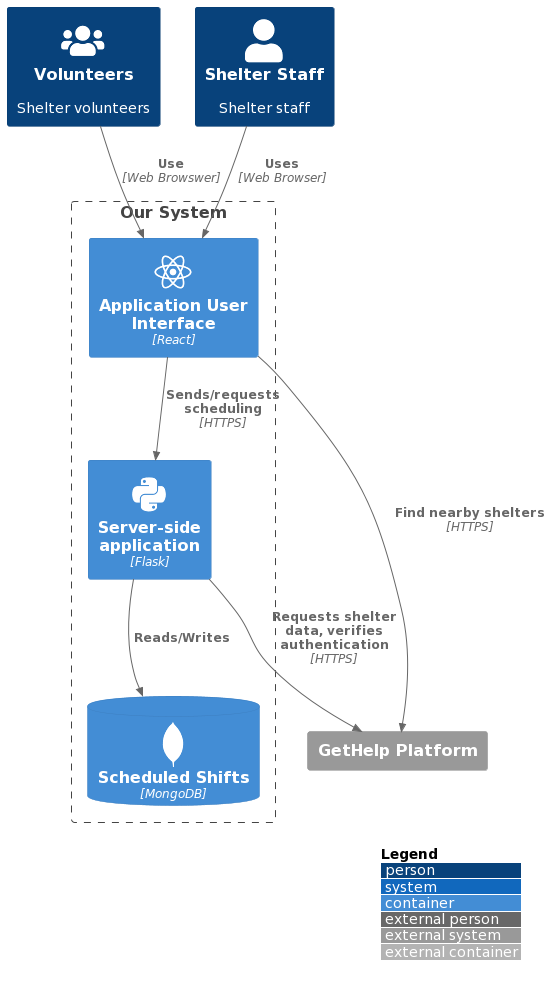 Volunteers
Shelter volunteers
Shelter Staff
Shelter staff
Use
[Web Browswer]
Uses
[Web Browser]
Our System
Application User
Interface
[React]
Sends/requests
scheduling
[HTTPS]
Find nearby shelters
[HTTPS]
Server-side
application
[Flask]
Reads/Writes
Requests shelter
data, verifies
authentication
[HTTPS]
Scheduled Shifts
[MongoDB]
GetHelp Platform
Legend
person
system
container
external person
external system
external container